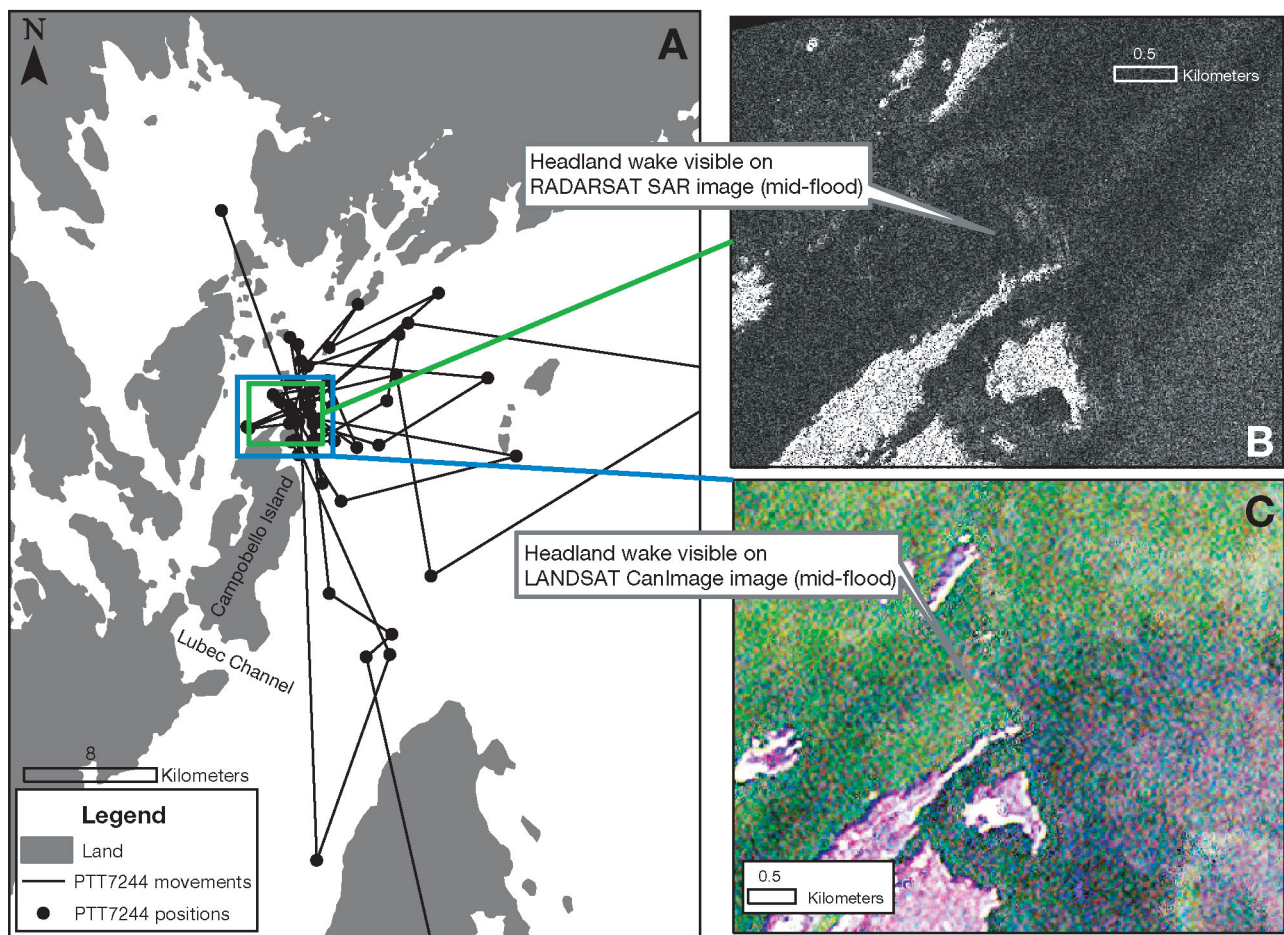 N
A
Campobello Island
Lubec Channel
8
Kilometers
Legend
Land
PTT7244 movements
PTT7244 positions
0.5
Kilometers
Headland wake visible on
RADARSAT SAR image (mid-flood)
B
C
Headland wake visible on
LANDSAT CanImage image (mid-flood)
0.5
Kilometers